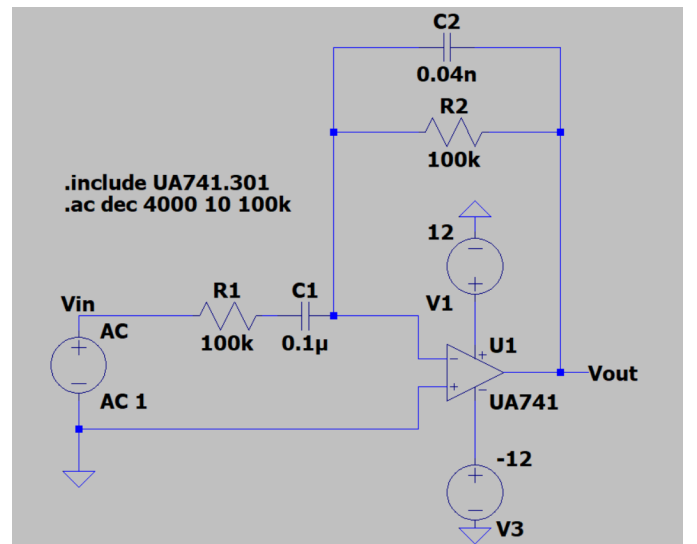 C2
0.04n
R2
100k
.include UA741.301
.ac dec 4000 10 100k
12
V1
Vin
R1
C1
AC
100k
0.1µ
U1
Vout
AC 1
UA741
-12
V3